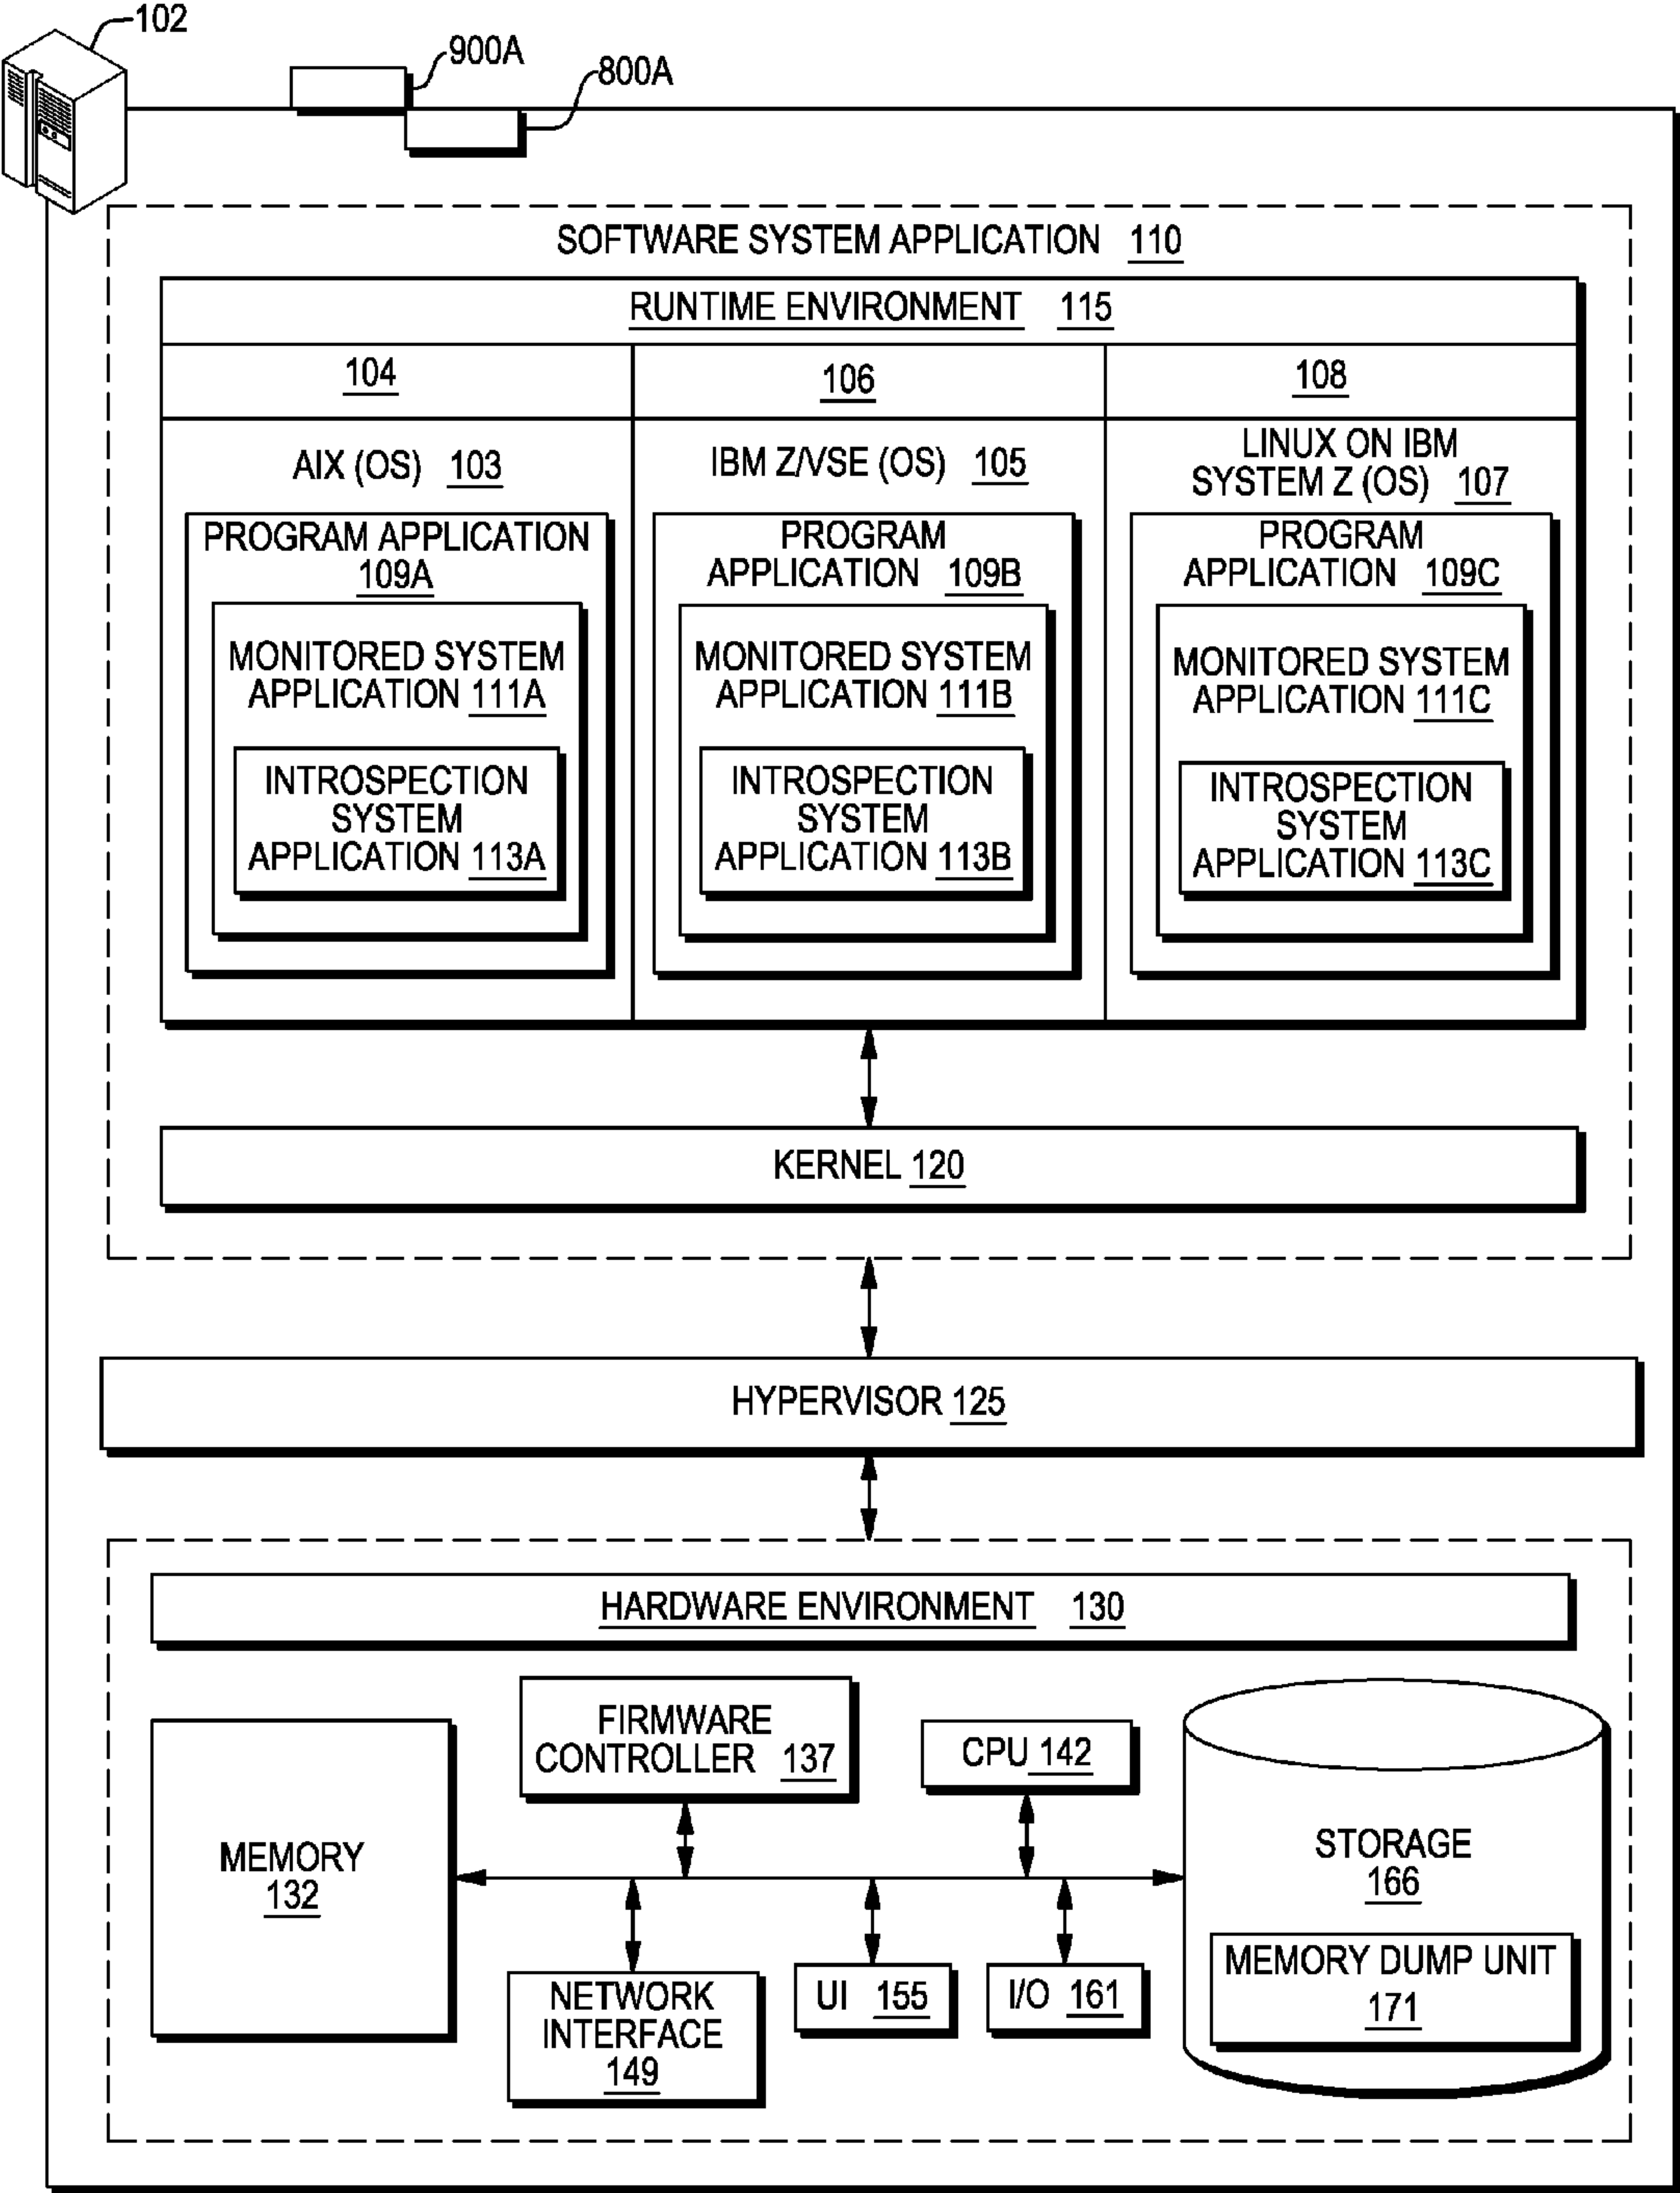 102
900A
800A
SOFTWARE SYSTEM APPLICATION 110
RUNTIME ENVIRONMENT 115
104
106
108
AIX (OS) 103
PROGRAM APPLICATION
109A
MONITORED SYSTEM
APPLICATION 111A
INTROSPECTION
SYSTEM
APPLICATION 113A
IBM Z/VSE (OS) 105
PROGRAM
APPLICATION 109B
MONITORED SYSTEM
APPLICATION 111B
INTROSPECTION
SYSTEM
APPLICATION 113B
LINUX ON IBM
SYSTEM Z (OS) 107
PROGRAM
APPLICATION 109C
MONITORED SYSTEM
APPLICATION 111C
INTROSPECTION
SYSTEM
APPLICATION 113C
KERNEL 120
HYPERVISOR 125
HARDWARE ENVIRONMENT 130
MEMORY
132
FIRMWARE
CONTROLLER 137
CPU 142
NETWORK
INTERFACE
149
UI 155
I/O 161
STORAGE
166
MEMORY DUMP UNIT
171